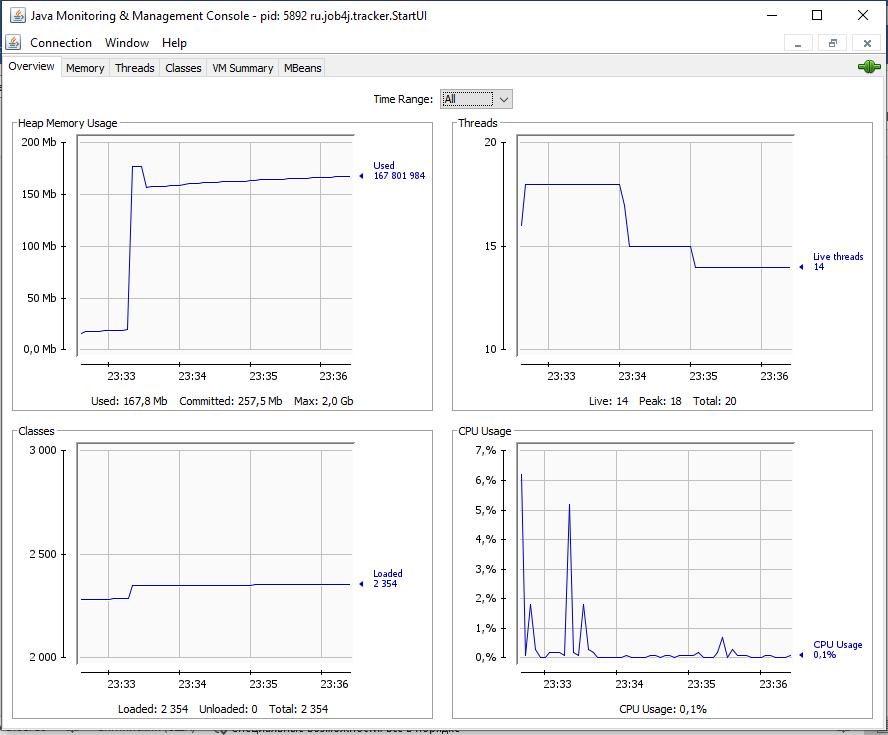 Java Monitoring & Management Console - pid: 5892 ru.job4j.tracker.StartUI
Connection Window Help
Overview Memory Threads Classes VM Summary MBeans
Time Range: All
Heap Memory Usage
200 Mb
150 Mb
100 Mb
50 Mb
0,0 Mb
Used
167 801 984
23:33 23:34 23:35 23:36
Used: 167,8 Mb Committed: 257,5 Mb Max: 2,0 Gb
Threads
20
15
10
Live threads
14
23:33 23:34 23:35 23:36
Live: 14 Peak: 18 Total: 20
Classes
3 000
2 500
2 000
Loaded
2 354
23:33 23:34 23:35 23:36
Loaded: 2 354 Unloaded: 0 Total: 2 354
CPU Usage
7,%
6,%
5,%
4,%
3,%
2,%
1,%
0,%
CPU Usage
0,1%
23:33 23:34 23:35 23:36
CPU Usage: 0,1%